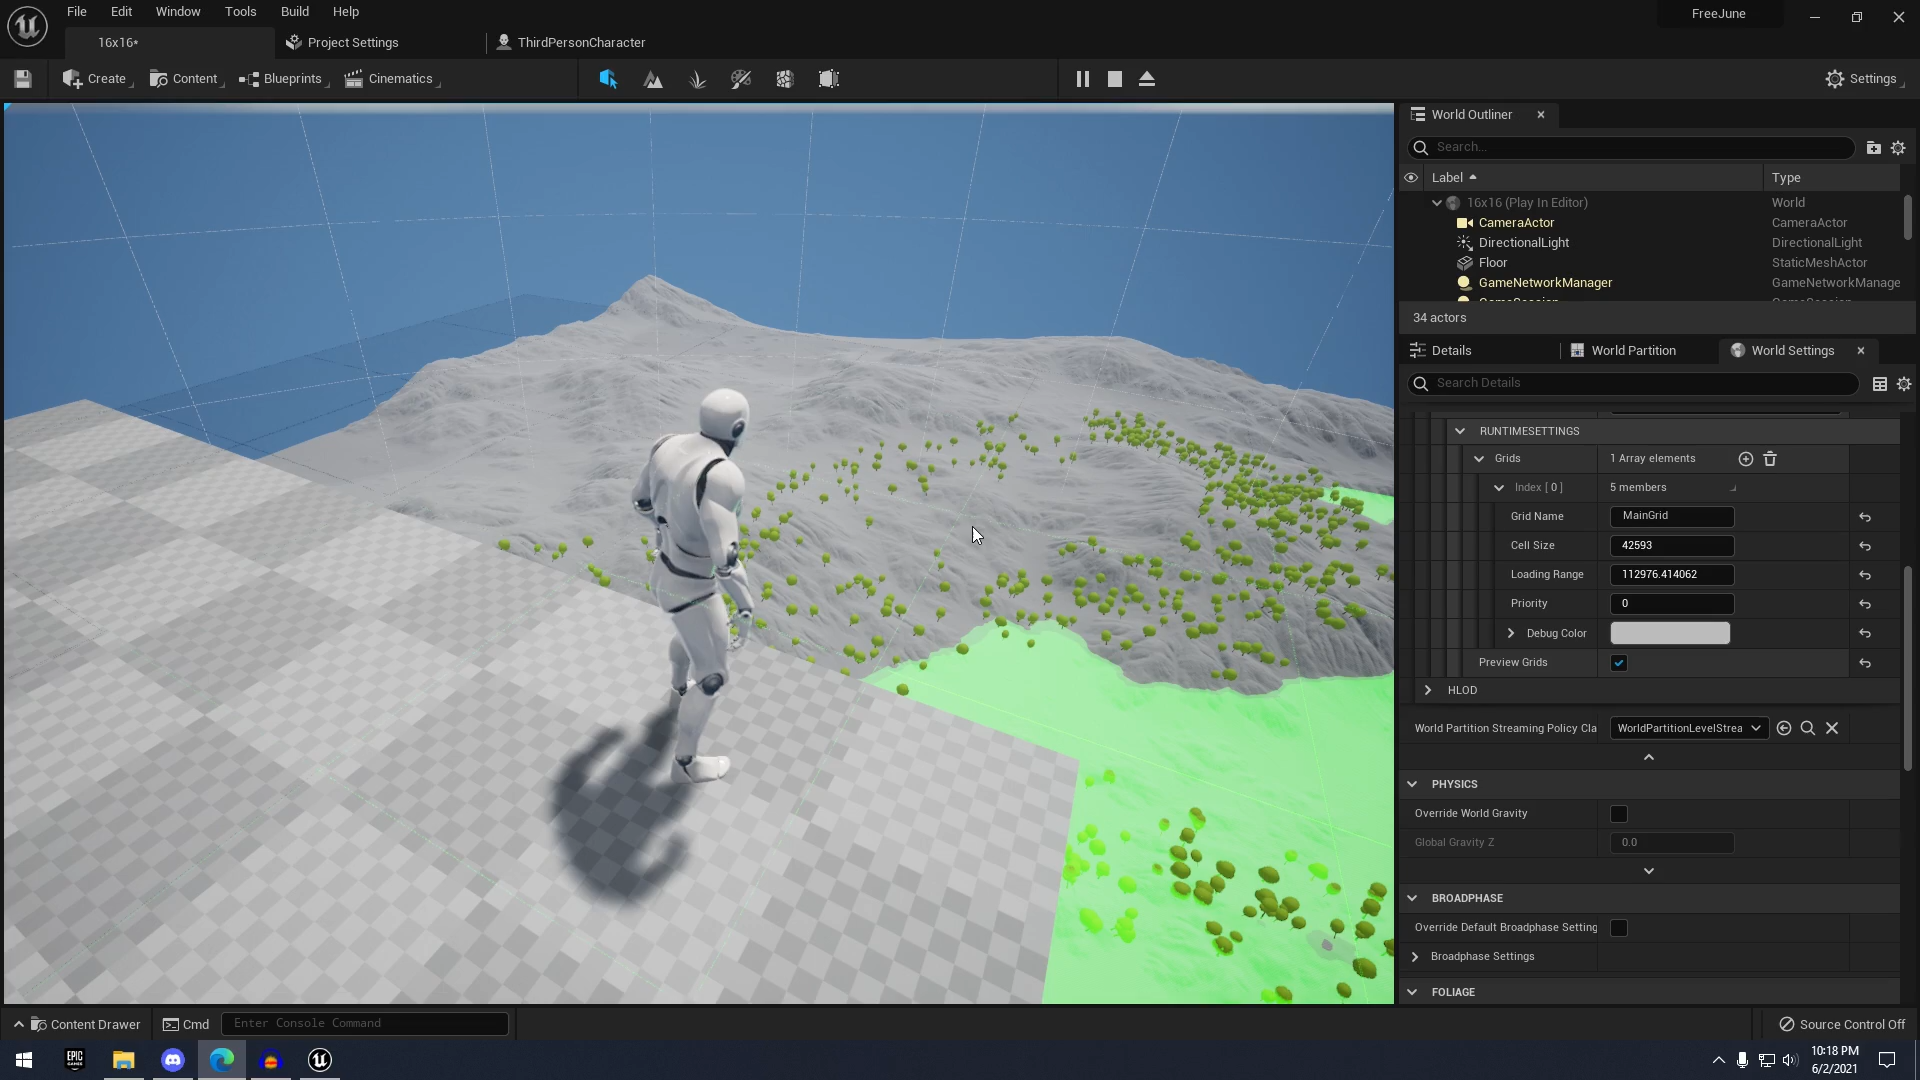 File Edit Window Tools Build Help FreeJune
16x16* Project Settings ThirdPersonCharacter
Create Content Blueprints Cinematics Settings
World Outliner
Search...
Label Type
16x16 (Play In Editor) World
CameraActor CameraActor
DirectionalLight DirectionalLight
Floor StaticMeshActor
GameNetworkManager GameNetworkManage
34 actors
Details World Partition World Settings
Search Details
RUNTIMESETTINGS
Grids 1 Array elements
Index [ 0 ] 5 members
Grid Name MainGrid
Cell Size 42593
Loading Range 112976.414062
Priority 0
Debug Color
Preview Grids
HLOD
World Partition Streaming Policy Cla WorldPartitionLevelStrea
PHYSICS
Override World Gravity
Global Gravity Z 0.0
BROADPHASE
Override Default Broadphase Setting
Broadphase Settings
FOLIAGE
Content Drawer Cmd Enter Console Command Source Control Off
EPIC GAMES
10:18 PM
6/2/2021